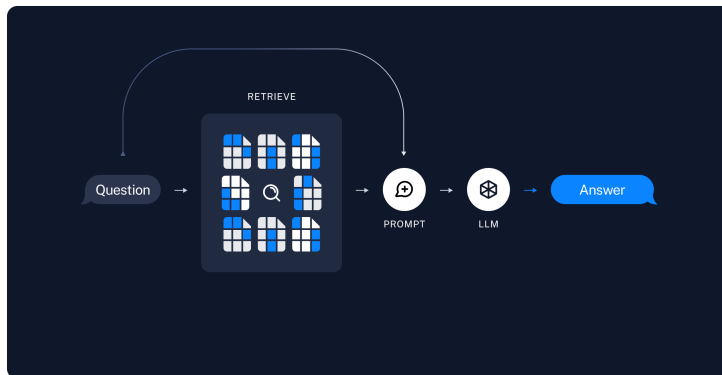 RETRIEVE
Question
Answer
PROMPT
LLM